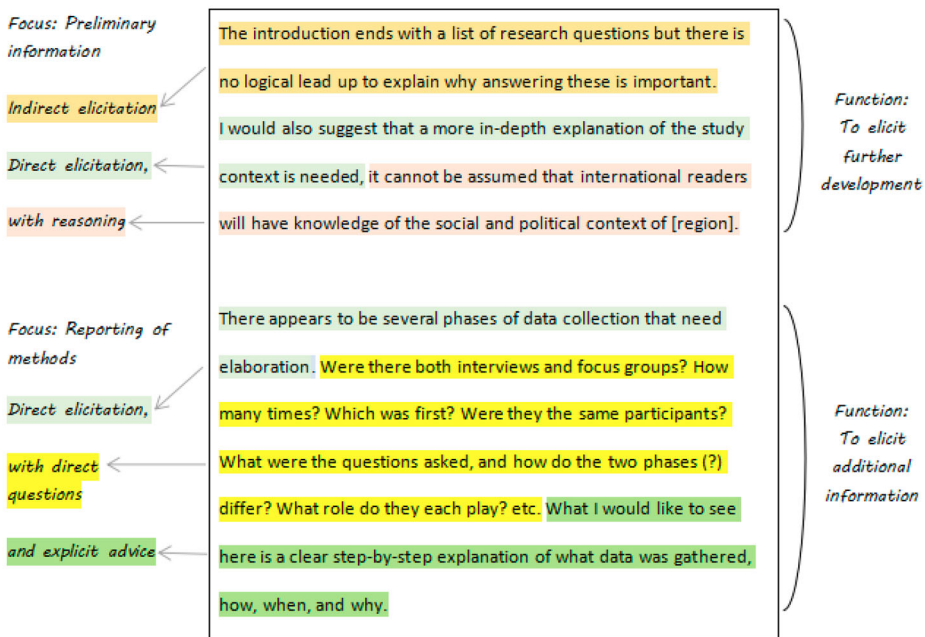 Focus: Preliminary
information
Indirect elicitation
Direct elicitation,
with reasoning
The introduction ends with a list of research questions but there is
no logical lead up to explain why answering these is important.
I would also suggest that a more in-depth explanation of the study
context is needed, it cannot be assumed that international readers
will have knowledge of the social and political context of [region].
Function:
To elicit
further
development
Focus: Reporting of
methods
Direct elicitation,
with direct
questions
and explicit advice
There appears to be several phases of data collection that need
elaboration. Were there both interviews and focus groups? How
many times? Which was first? Were they the same participants?
What were the questions asked, and how do the two phases (?)
differ? What role do they each play? etc. What I would like to see
here is a clear step-by-step explanation of what data was gathered,
how, when, and why.
Function:
To elicit
additional
information